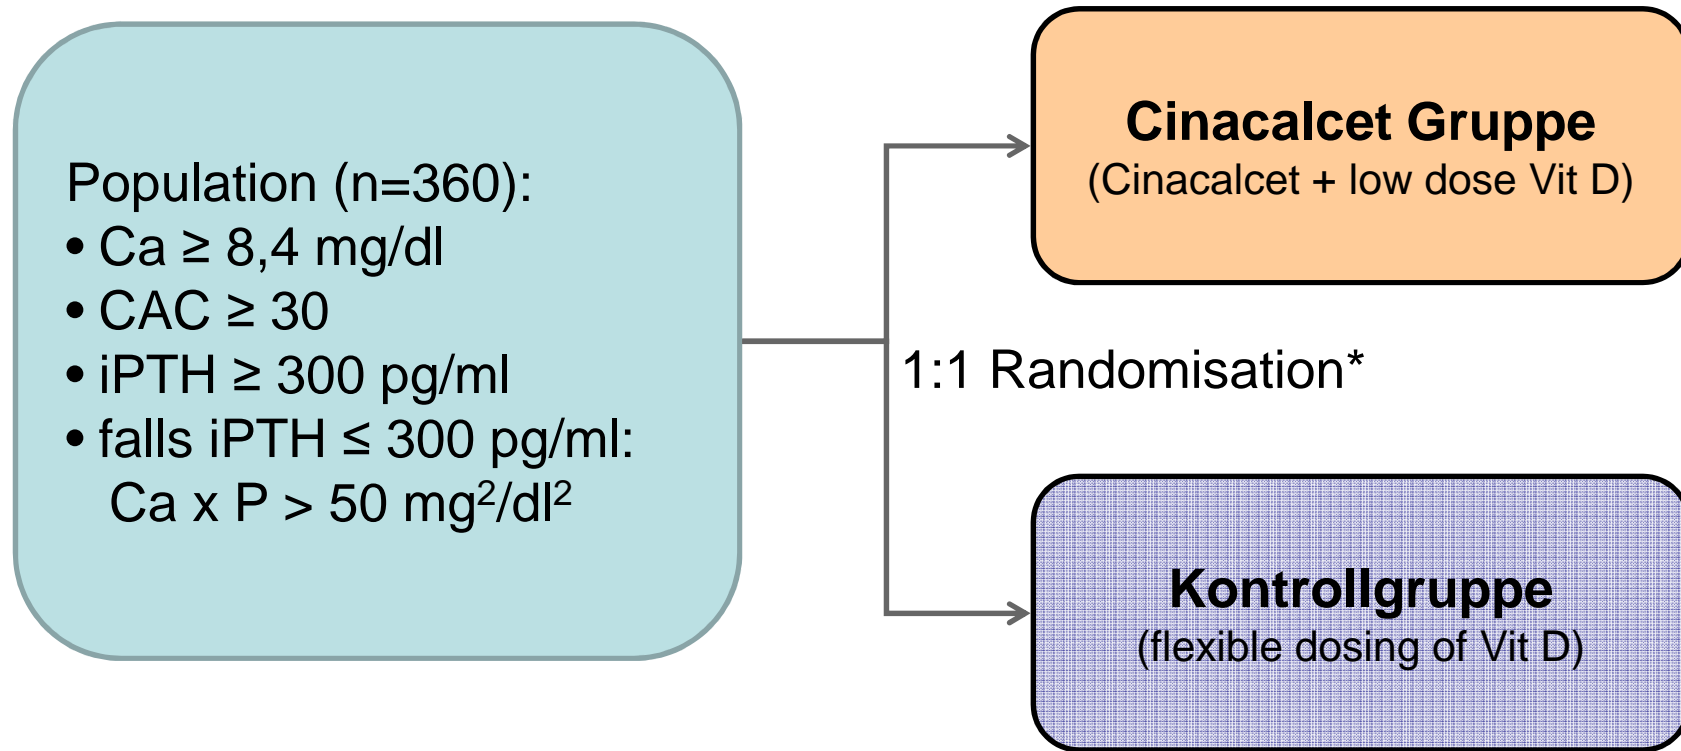 Population (n=360):
• Ca ≥ 8,4 mg/dl
• CAC ≥ 30
• iPTH ≥ 300 pg/ml
• falls iPTH ≤ 300 pg/ml:
Ca x P > 50 mg²/dl²
Cinacalcet Gruppe
(Cinacalcet + low dose Vit D)
1:1 Randomisation*
Kontrollgruppe
(flexible dosing of Vit D)